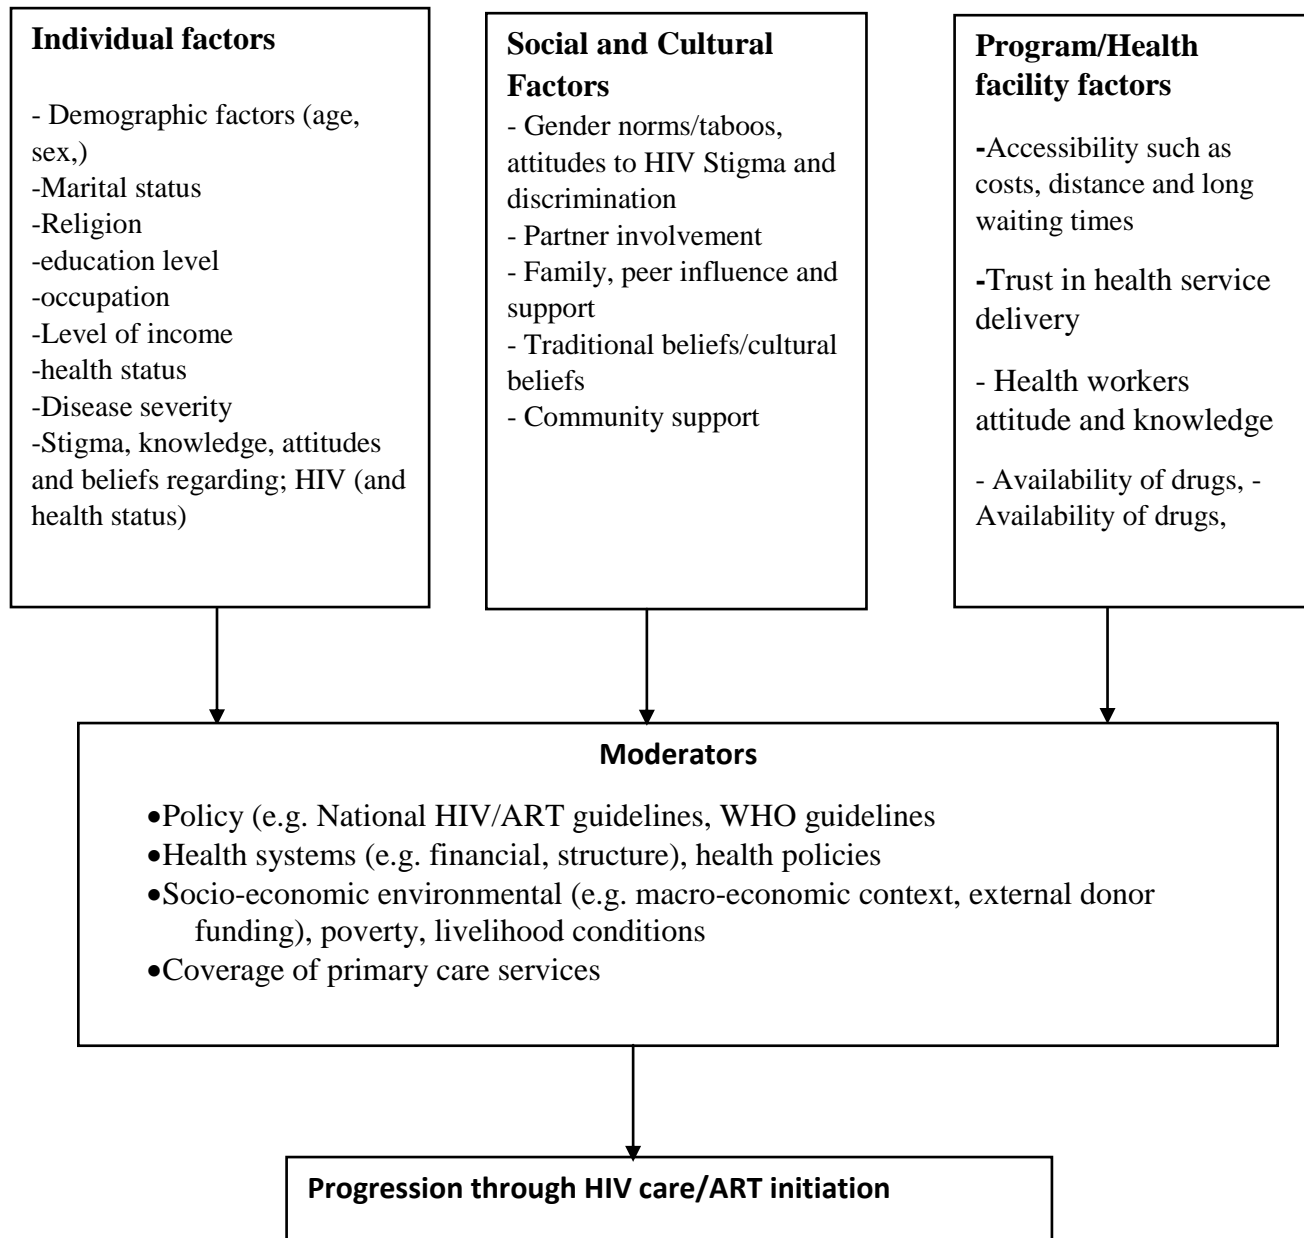 Individual factors
- Demographic factors (age,
sex,)
-Marital status
-Religion
-education level
-occupation
-Level of income
-health status
-Disease severity
-Stigma, knowledge, attitudes
and beliefs regarding; HIV (and
health status)
Social and Cultural
Factors
- Gender norms/taboos,
attitudes to HIV Stigma and
discrimination
- Partner involvement
- Family, peer influence and
support
- Traditional beliefs/cultural
beliefs
- Community support
Program/Health
facility factors
-Accessibility such as
costs, distance and long
waiting times
-Trust in health service
delivery
- Health workers
attitude and knowledge
- Availability of drugs, -
Availability of drugs,
Moderators
•Policy (e.g. National HIV/ART guidelines, WHO guidelines
•Health systems (e.g. financial, structure), health policies
•Socio-economic environmental (e.g. macro-economic context, external donor
funding), poverty, livelihood conditions
•Coverage of primary care services
Progression through HIV care/ART initiation